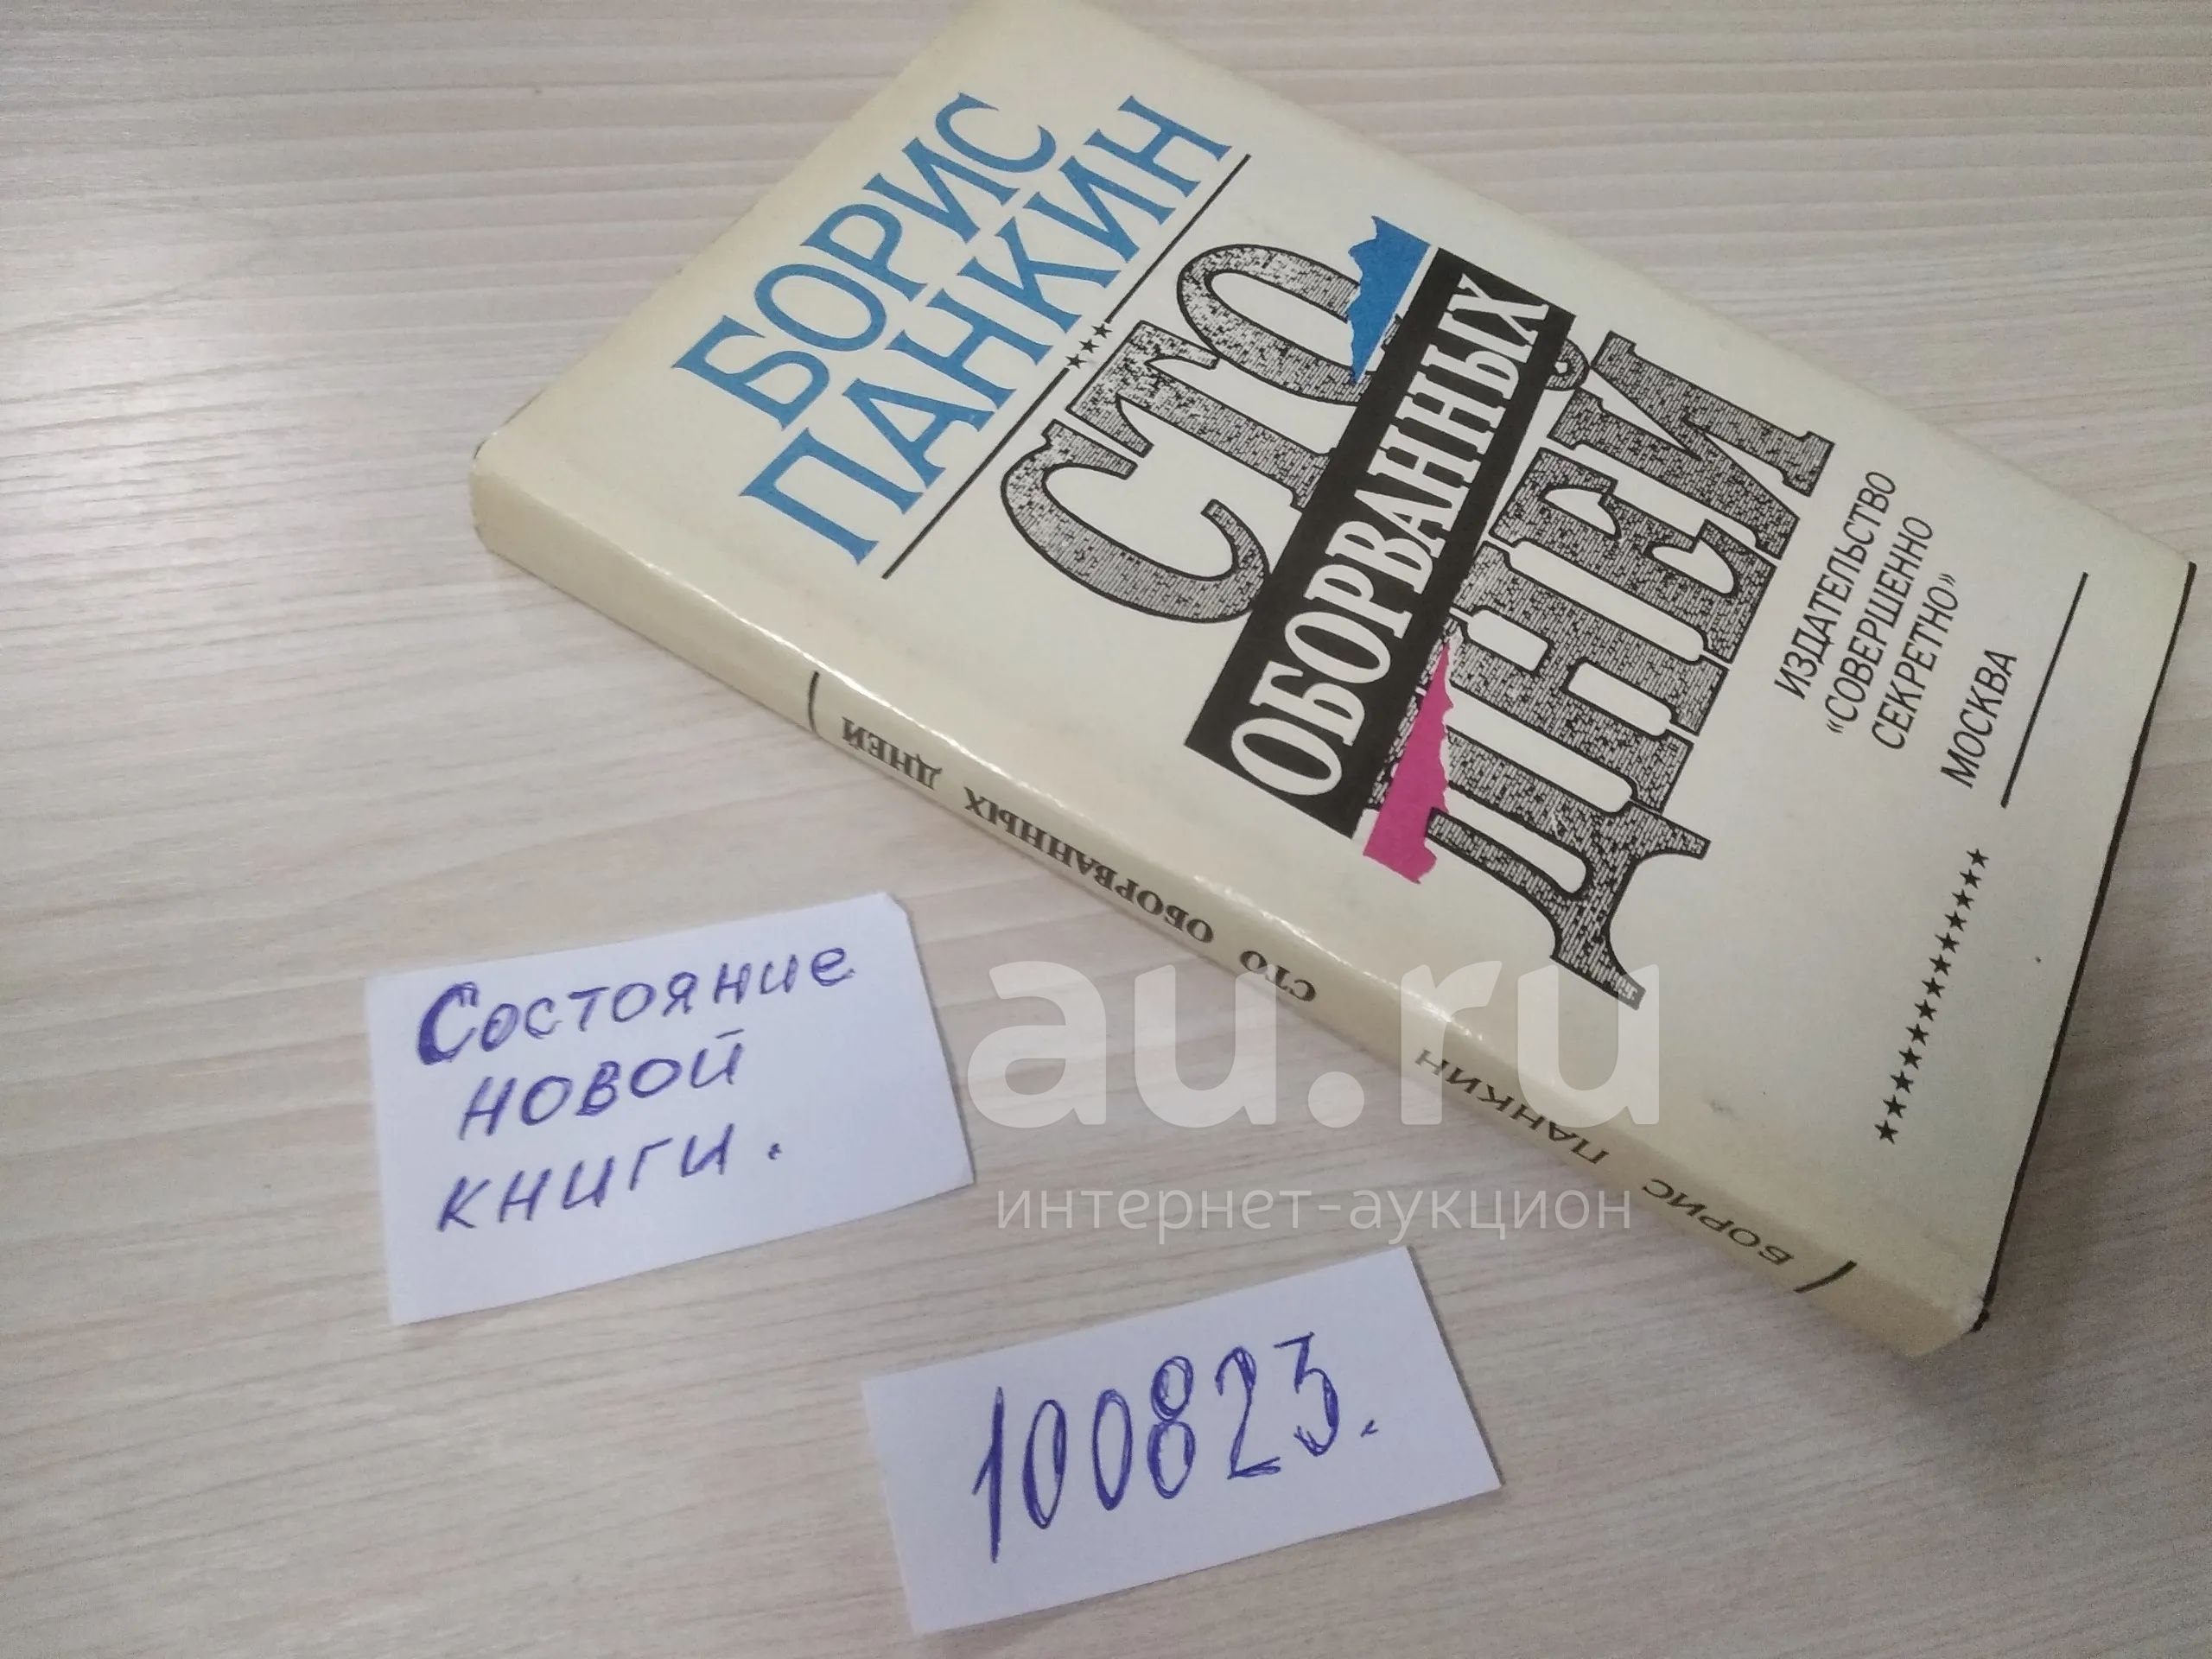 БОРИС
ПАНКИН
СТО
ОБОРВАННЫХ
ДНЕЙ
ИЗДАТЕЛЬСТВО
«СОВЕРШЕННО
СЕКРЕТНО»
МОСКВА
БОРИС ПАНКИН СТО ОБОРВАННЫХ ДНЕЙ
Состояние
новой
книги.
au.ru
интернет-аукцион
100823.